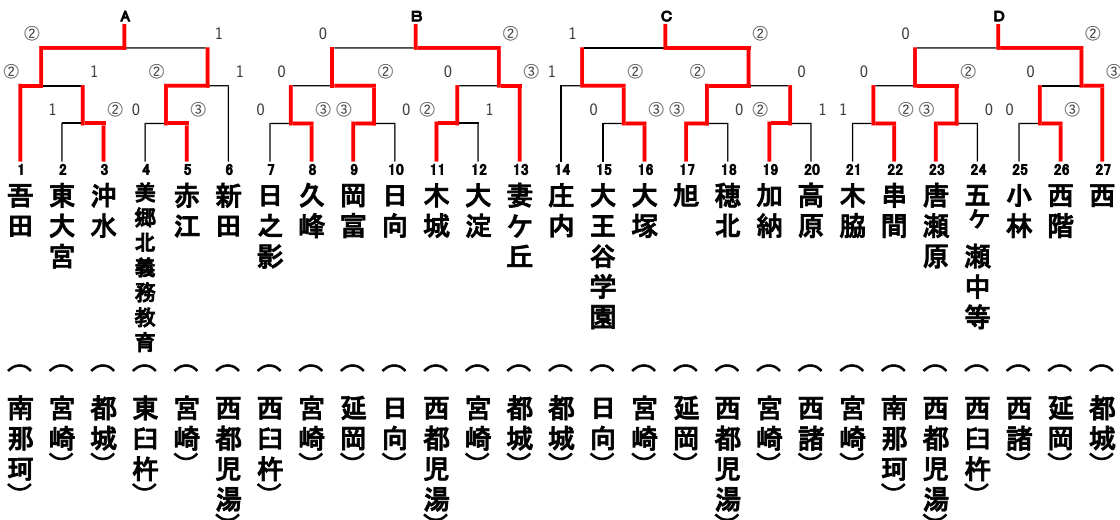 A B C D
② 1 0 ② 1 ② 0 ②
② 1 ② 1 0 ② 0 ③ 1 ② ② 0 1 ② 0 ③
1 ② 0 ③ 0 ③ ③ 0 ② 1 0 ③ ③ 0 ② 1 1 ② ③ 0 0 ③
1 2 3 4 5 6 7 8 9 10 11 12 13 14 15 16 17 18 19 20 21 22 23 24 25 26 27
吾田
東大宮
沖水
美郷北義務教育
赤江
新田
日之影
久峰
岡富
日向
木城
大淀
妻ケ丘
庄内
大王谷学園
大塚
旭
穂北
加納
高原
木脇
串間
唐瀬原
五ヶ瀬中等
小林
西階
西
(南那珂)
(宮崎)
(都城)
(東臼杵)
(宮崎)
(西都児湯)
(西臼杵)
(宮崎)
(延岡)
(日向)
(西都児湯)
(宮崎)
(都城)
(都城)
(日向)
(宮崎)
(延岡)
(西都児湯)
(宮崎)
(西諸)
(宮崎)
(南那珂)
(西都児湯)
(西臼杵)
(西諸)
(延岡)
(都城)